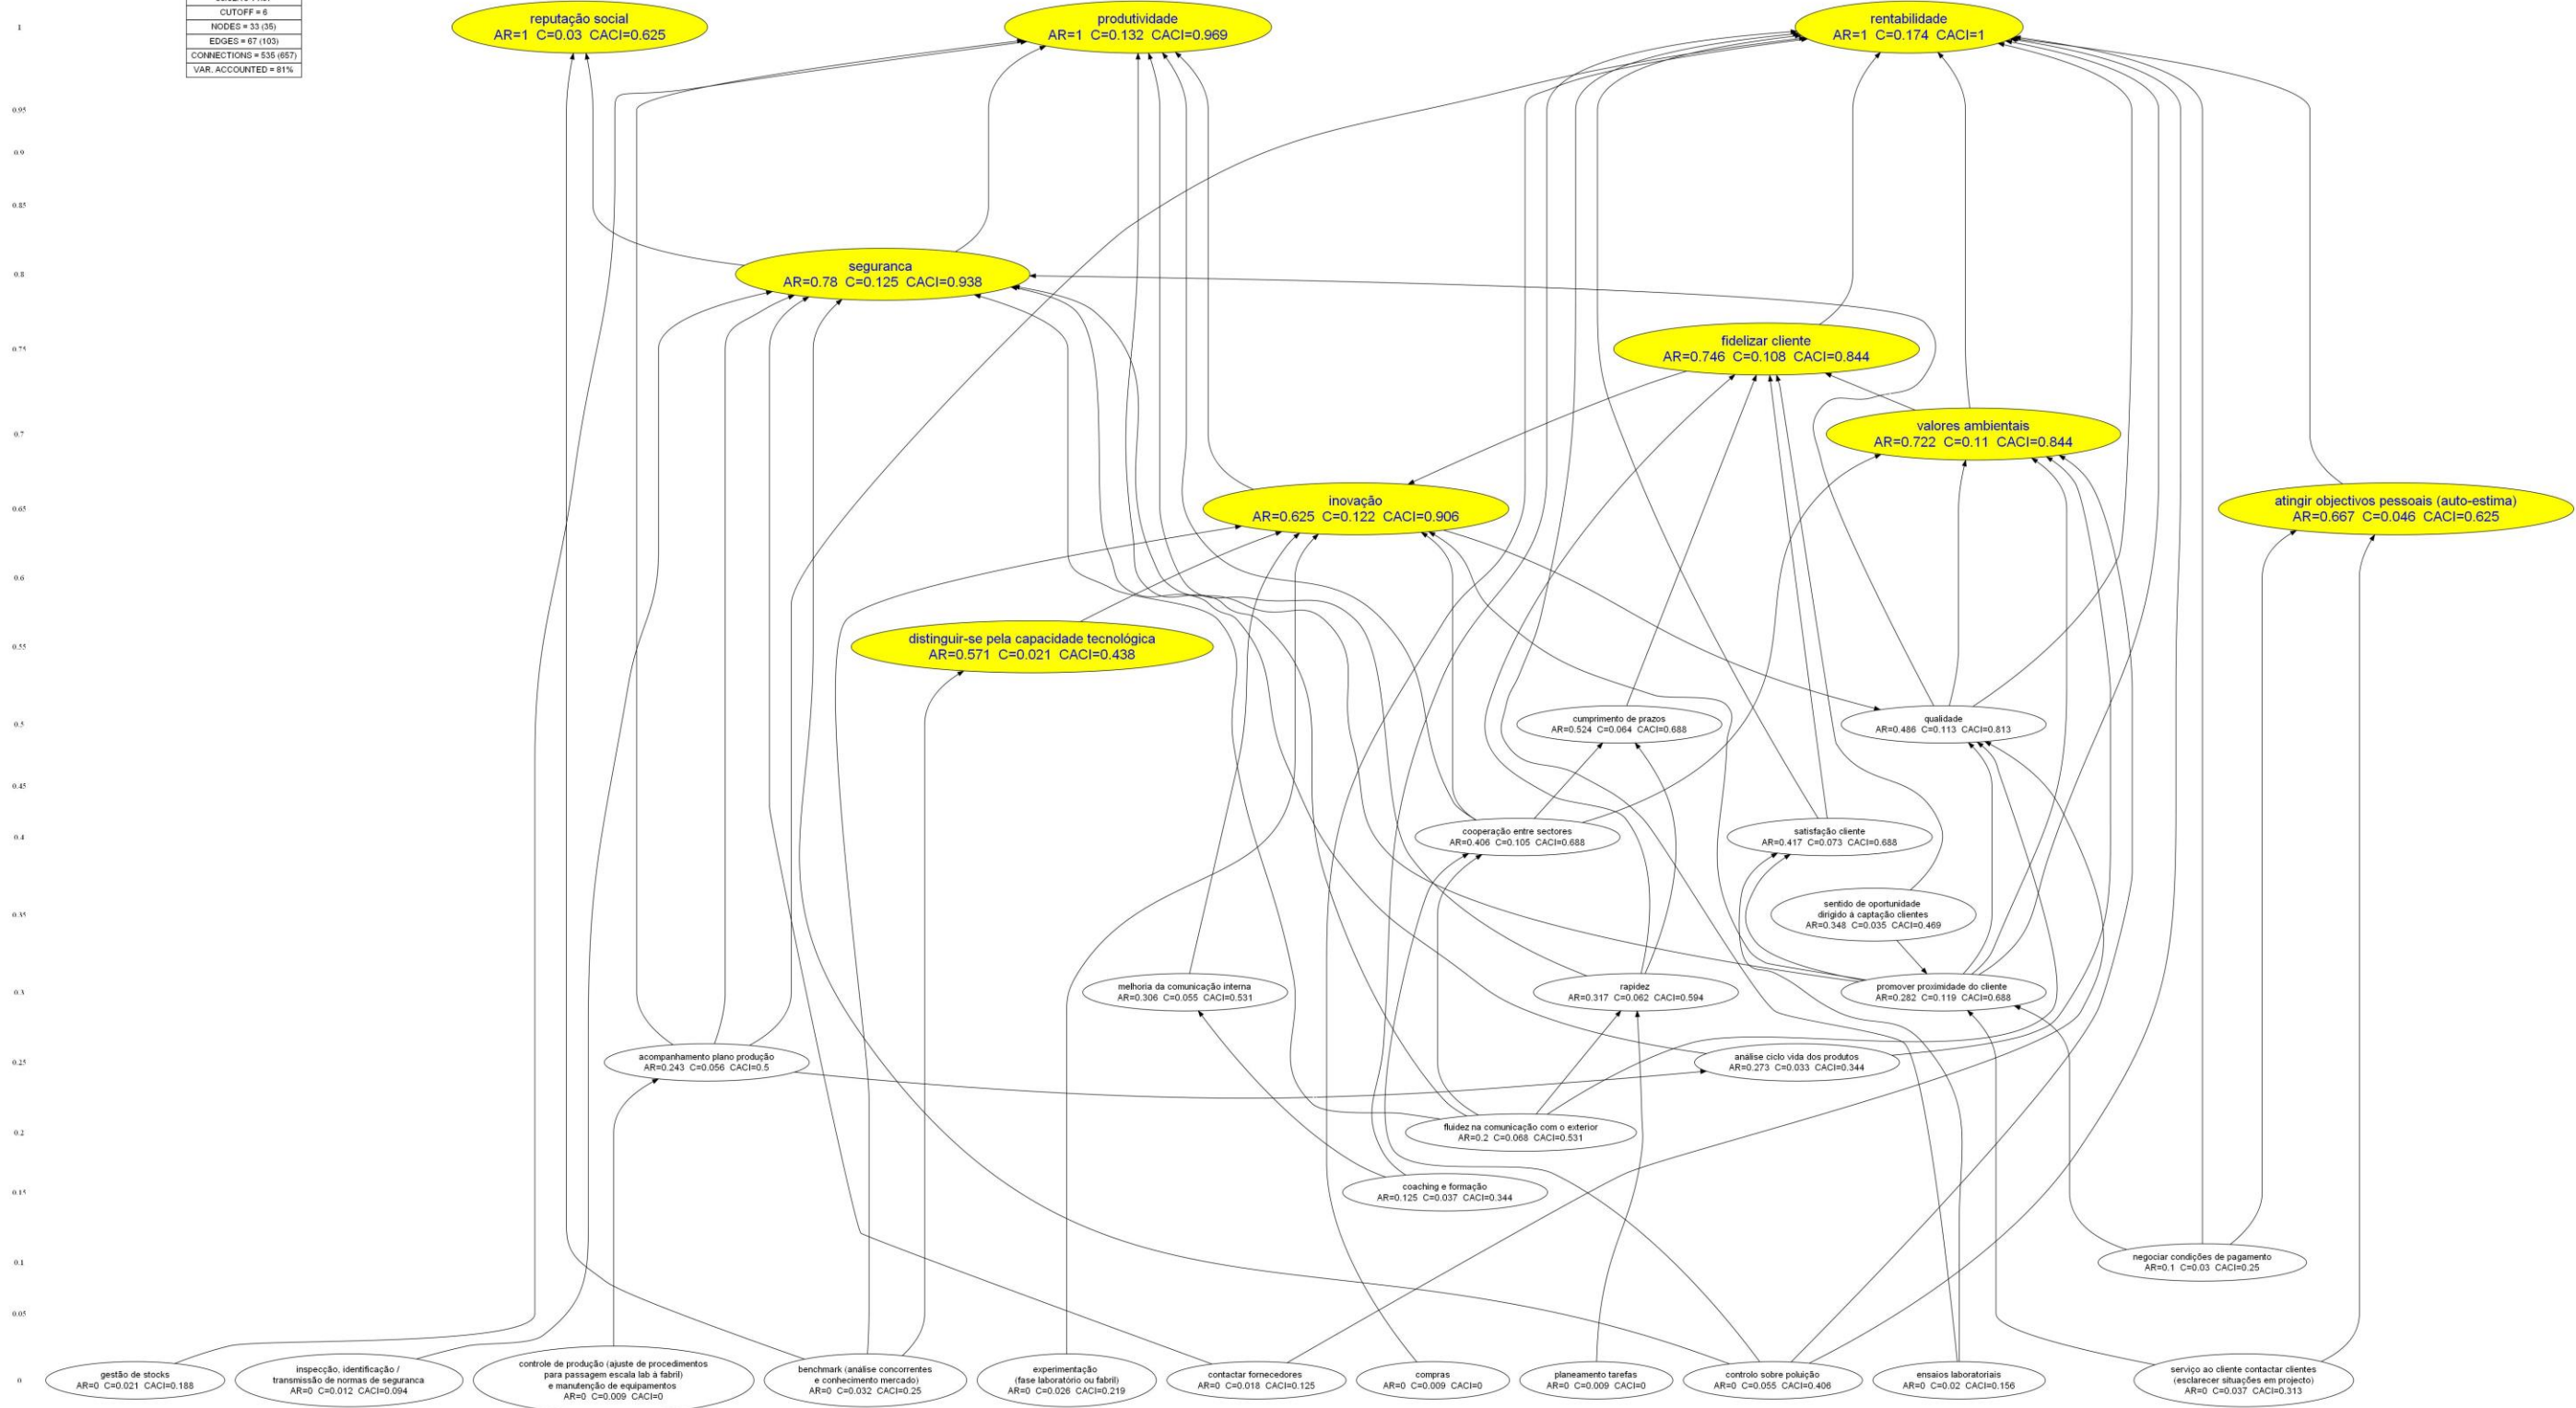 CUTOFF = 6
NODES = 33 (35)
EDGES = 67 (103)
CONNECTIONS = 535 (657)
VAR. ACCOUNTED = 81%
1
reputação social
AR=1 C=0.03 CACI=0.625
produtividade
AR=1 C=0.132 CACI=0.969
rentabilidade
AR=1 C=0.174 CACI=1
0.95
0.9
0.85
0.8
seguranca
AR=0.78 C=0.125 CACI=0.938
0.75
fidelizar cliente
AR=0.746 C=0.108 CACI=0.844
0.7
valores ambientais
AR=0.722 C=0.11 CACI=0.844
0.65
inovação
AR=0.625 C=0.122 CACI=0.906
atingir objectivos pessoais (auto-estima)
AR=0.667 C=0.046 CACI=0.625
0.6
0.55
distinguir-se pela capacidade tecnológica
AR=0.571 C=0.021 CACI=0.438
0.5
cumprimento de prazos
AR=0.524 C=0.064 CACI=0.688
qualidade
AR=0.486 C=0.113 CACI=0.813
0.45
0.4
cooperação entre sectores
AR=0.406 C=0.105 CACI=0.688
satisfação cliente
AR=0.417 C=0.073 CACI=0.688
0.35
sentido de oportunidade
dirigido à captação clientes
AR=0.348 C=0.035 CACI=0.469
0.3
melhoria da comunicação interna
AR=0.306 C=0.055 CACI=0.531
rapidez
AR=0.317 C=0.062 CACI=0.594
promover proximidade do cliente
AR=0.282 C=0.119 CACI=0.688
0.25
acompanhamento plano produção
AR=0.243 C=0.056 CACI=0.5
análise ciclo vida dos produtos
AR=0.273 C=0.033 CACI=0.344
0.2
fluidez na comunicação com o exterior
AR=0.2 C=0.068 CACI=0.531
0.15
coaching e formação
AR=0.125 C=0.037 CACI=0.344
0.1
negociar condições de pagamento
AR=0.1 C=0.03 CACI=0.25
0.05
0
gestão de stocks
AR=0 C=0.021 CACI=0.188
inspecção, identificação /
transmissão de normas de seguranca
AR=0 C=0.012 CACI=0.094
controle de produção (ajuste de procedimentos
para passagem escala lab à fabril)
e manutenção de equipamentos
AR=0 C=0.009 CACI=0
benchmark (análise concorrentes
e conhecimento mercado)
AR=0 C=0.032 CACI=0.25
experimentação
(fase laboratório ou fabril)
AR=0 C=0.026 CACI=0.219
contactar fornecedores
AR=0 C=0.018 CACI=0.125
compras
AR=0 C=0.009 CACI=0
planeamento tarefas
AR=0 C=0.009 CACI=0
controlo sobre poluição
AR=0 C=0.055 CACI=0.406
ensaios laboratoriais
AR=0 C=0.02 CACI=0.156
serviço ao cliente contactar clientes
(esclarecer situações em projecto)
AR=0 C=0.037 CACI=0.313